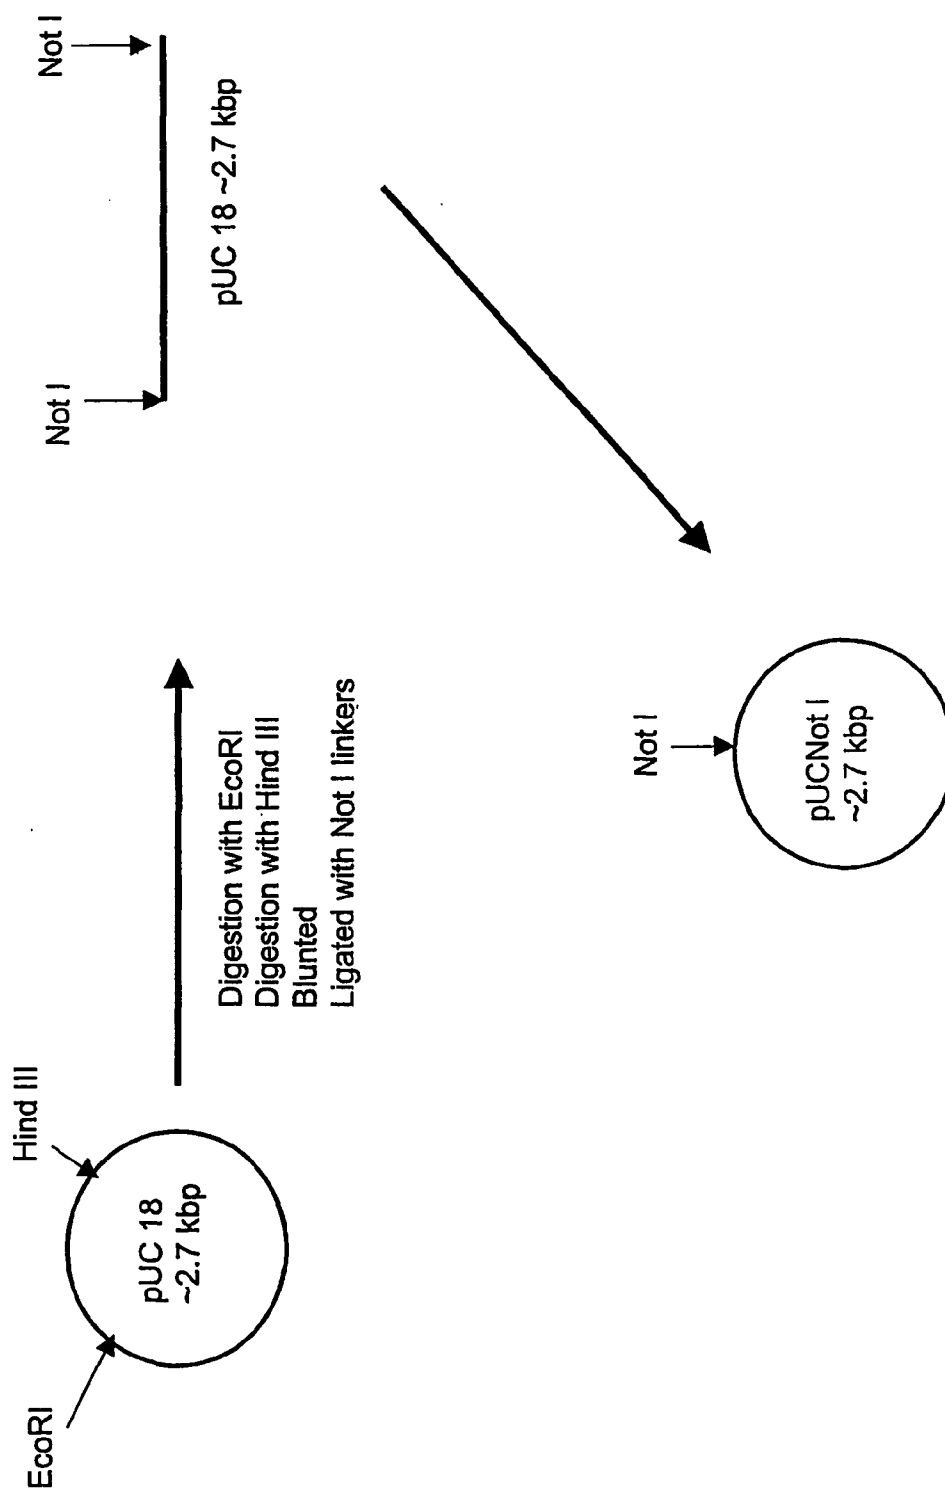 EcoRI
Hind III
pUC 18
~2.7 kbp
Digestion with EcoRI
Digestion with Hind III
Blunted
Ligated with Not I linkers
Not I
Not I
pUC 18 ~2.7 kbp
Not I
pUCNot I
~2.7 kbp